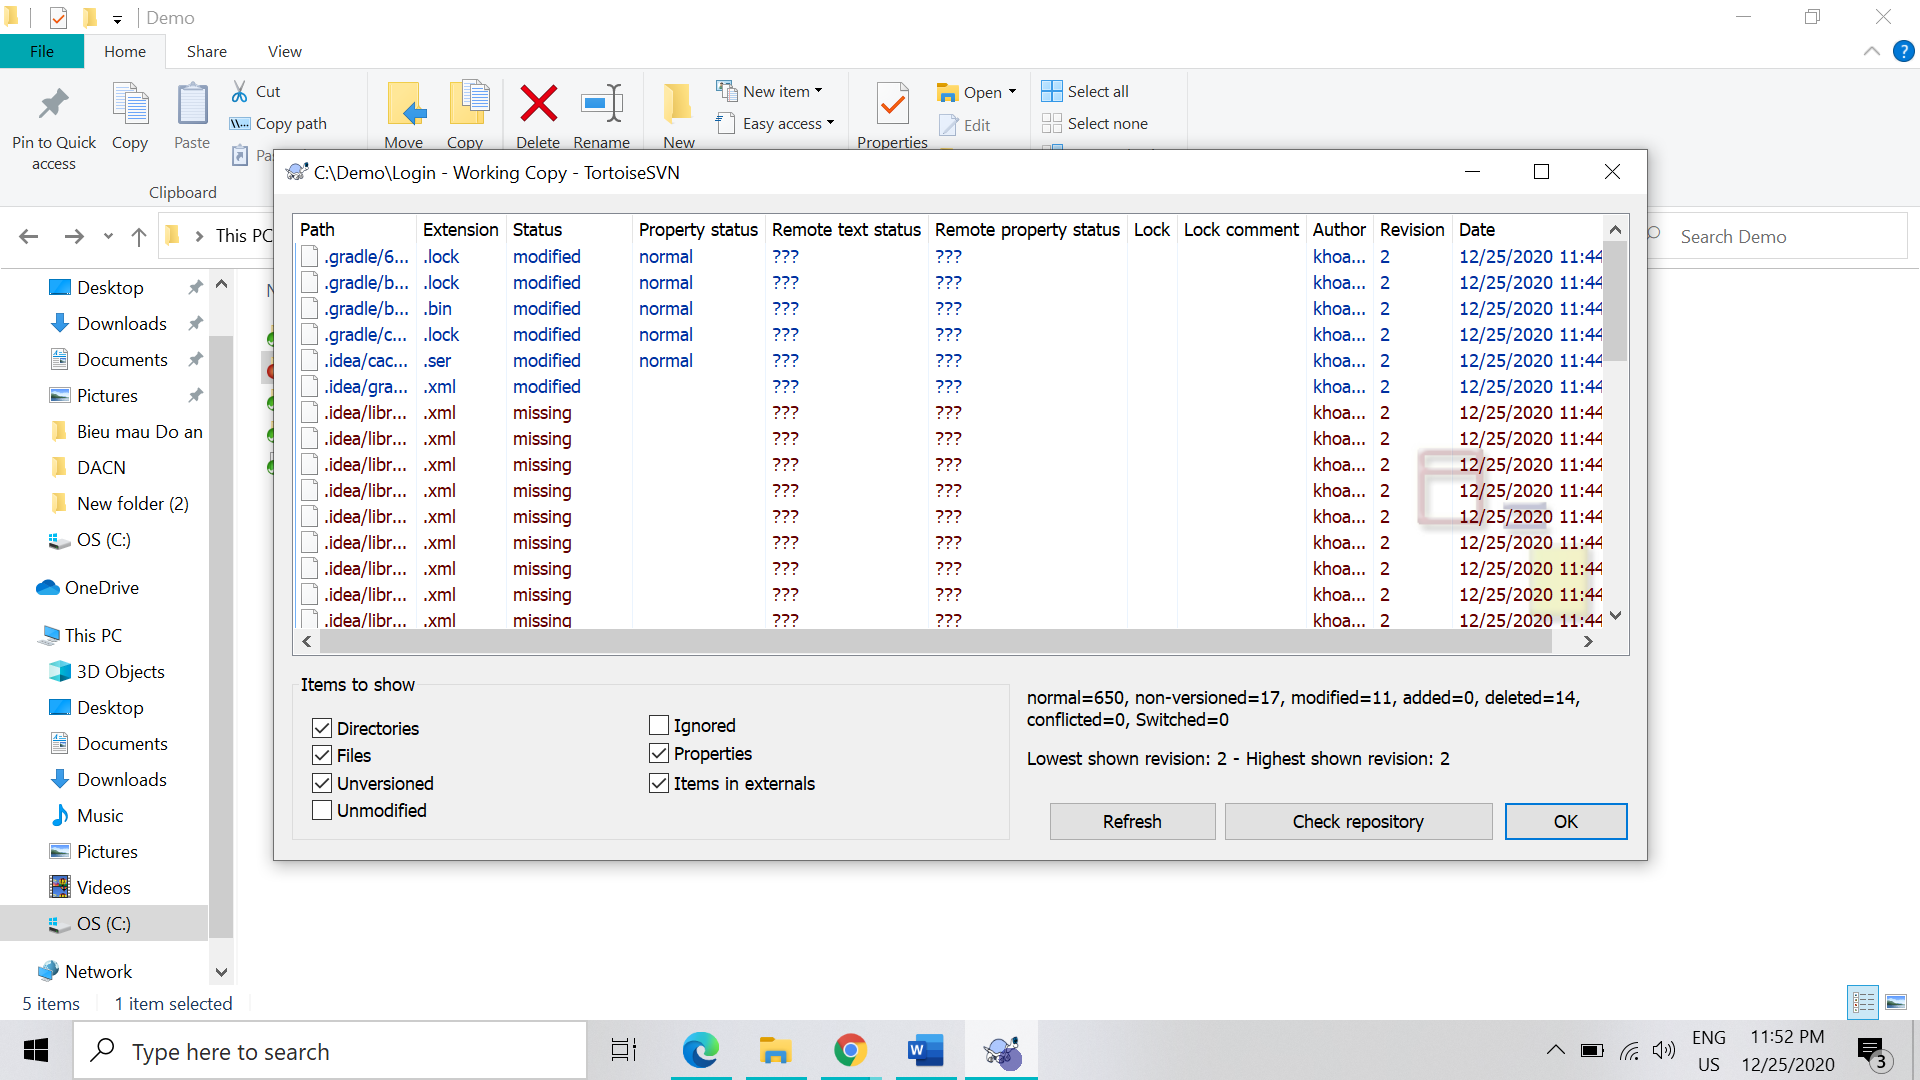 Demo
File Home Share View
Pin to Quick access
Copy
Paste
Cut
Copy path
Clipboard
Move
Copy
Delete
Rename
New
New item
Easy access
Properties
Open
Edit
Select all
Select none
This PC
Search Demo
C:\Demo\Login - Working Copy - TortoiseSVN
Path Extension Status Property status Remote text status Remote property status Lock Lock comment Author Revision Date
.gradle/6... .lock modified normal ??? ??? khoa... 2 12/25/2020 11:44
.gradle/b... .lock modified normal ??? ??? khoa... 2 12/25/2020 11:44
.gradle/b... .bin modified normal ??? ??? khoa... 2 12/25/2020 11:44
.gradle/c... .lock modified normal ??? ??? khoa... 2 12/25/2020 11:44
.idea/cac... .ser modified normal ??? ??? khoa... 2 12/25/2020 11:44
.idea/gra... .xml modified ??? ??? khoa... 2 12/25/2020 11:44
.idea/libr... .xml missing ??? ??? khoa... 2 12/25/2020 11:44
.idea/libr... .xml missing ??? ??? khoa... 2 12/25/2020 11:44
.idea/libr... .xml missing ??? ??? khoa... 2 12/25/2020 11:44
.idea/libr... .xml missing ??? ??? khoa... 2 12/25/2020 11:44
.idea/libr... .xml missing ??? ??? khoa... 2 12/25/2020 11:44
.idea/libr... .xml missing ??? ??? khoa... 2 12/25/2020 11:44
.idea/libr... .xml missing ??? ??? khoa... 2 12/25/2020 11:44
.idea/libr... .xml missing ??? ??? khoa... 2 12/25/2020 11:44
.idea/libr... .xml missing ??? ??? khoa... 2 12/25/2020 11:44
Items to show
Directories
Files
Unversioned
Unmodified
Ignored
Properties
Items in externals
normal=650, non-versioned=17, modified=11, added=0, deleted=14,
conflicted=0, Switched=0
Lowest shown revision: 2 - Highest shown revision: 2
Refresh Check repository OK
Desktop
Downloads
Documents
Pictures
Bieu mau Do an
DACN
New folder (2)
OS (C:)
OneDrive
This PC
3D Objects
Desktop
Documents
Downloads
Music
Pictures
Videos
OS (C:)
Network
5 items 1 item selected
Type here to search
ENG
US
11:52 PM
12/25/2020
3